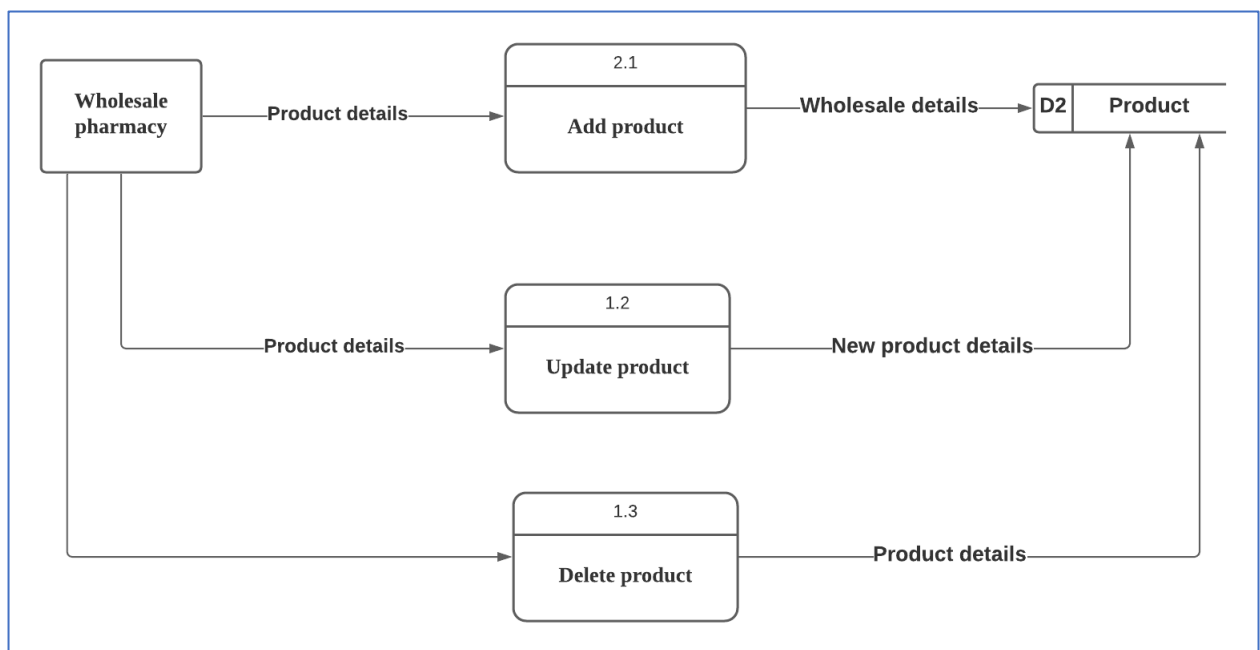 Wholesale
pharmacy
Product details
2.1
Add product
Wholesale details
D2 Product
Product details
1.2
Update product
New product details
1.3
Delete product
Product details